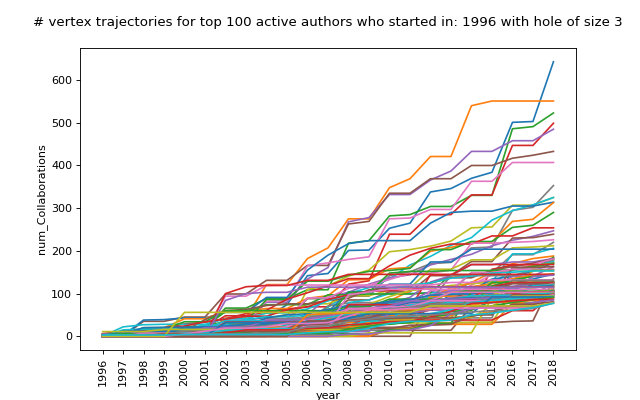 # vertex trajectories for top 100 active authors who started in: 1996 with hole of size 3
600
500
400
300
200
100
0
num_Collaborations
1996 1997 1998 1999 2000 2001 2002 2003 2004 2005 2006 2007 2008 2009 2010 2011 2012 2013 2014 2015 2016 2017 2018
year